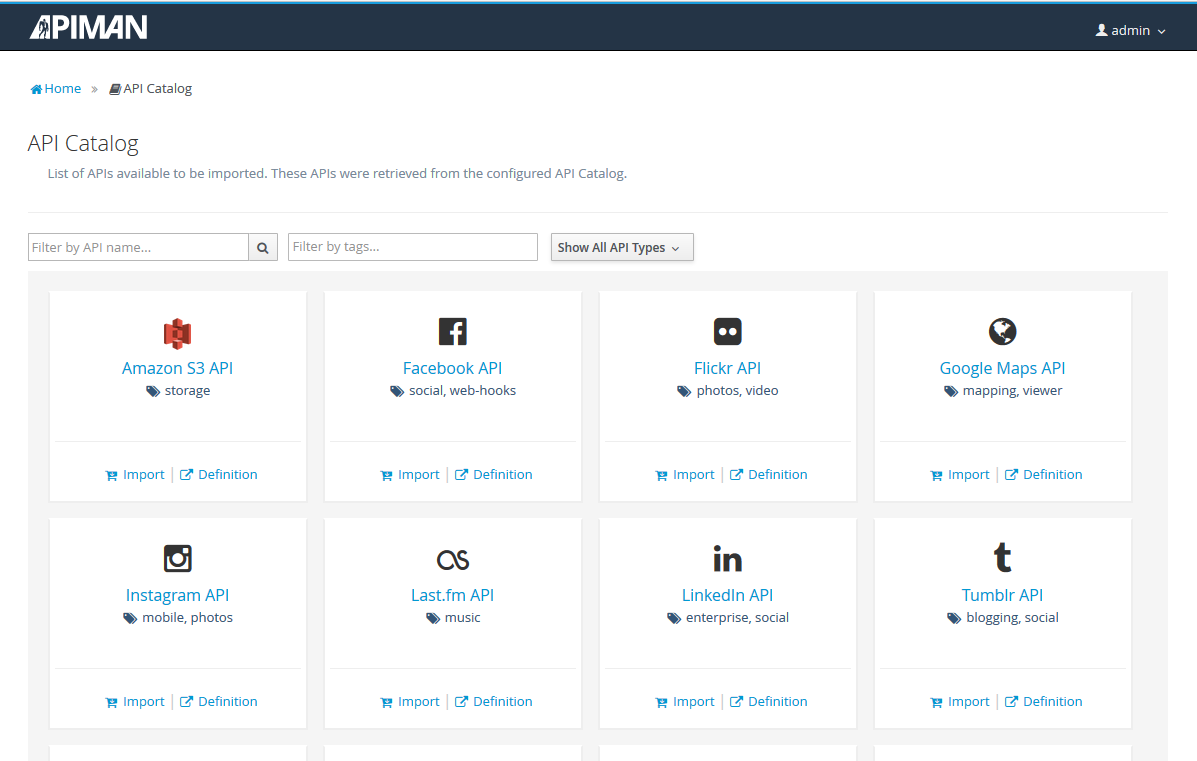 APIMAN
admin
Home » API Catalog
API Catalog
List of APIs available to be imported. These APIs were retrieved from the configured API Catalog.
Filter by API name...
Filter by tags...
Show All API Types
Amazon S3 API
storage
Import | Definition
Facebook API
social, web-hooks
Import | Definition
Flickr API
photos, video
Import | Definition
Google Maps API
mapping, viewer
Import | Definition
Instagram API
mobile, photos
Import | Definition
Last.fm API
music
Import | Definition
in
LinkedIn API
enterprise, social
Import | Definition
t
Tumblr API
blogging, social
Import | Definition